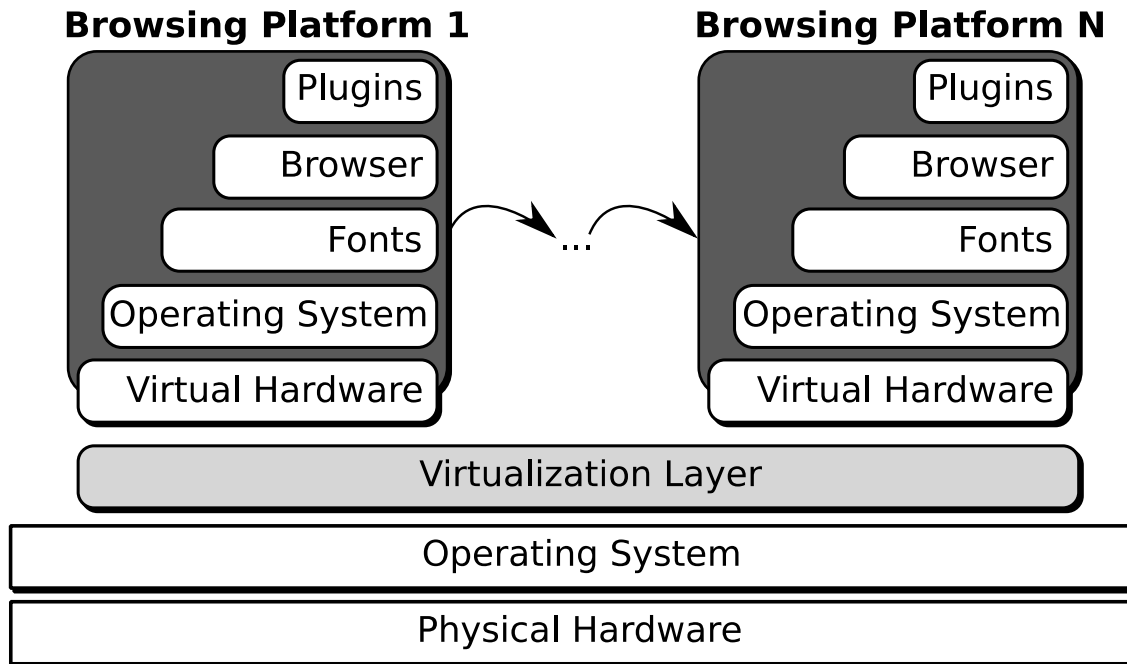 Browsing Platform 1
Plugins
Browser
Fonts
Operating System
Virtual Hardware
...
Browsing Platform N
Plugins
Browser
Fonts
Operating System
Virtual Hardware
Virtualization Layer
Operating System
Physical Hardware